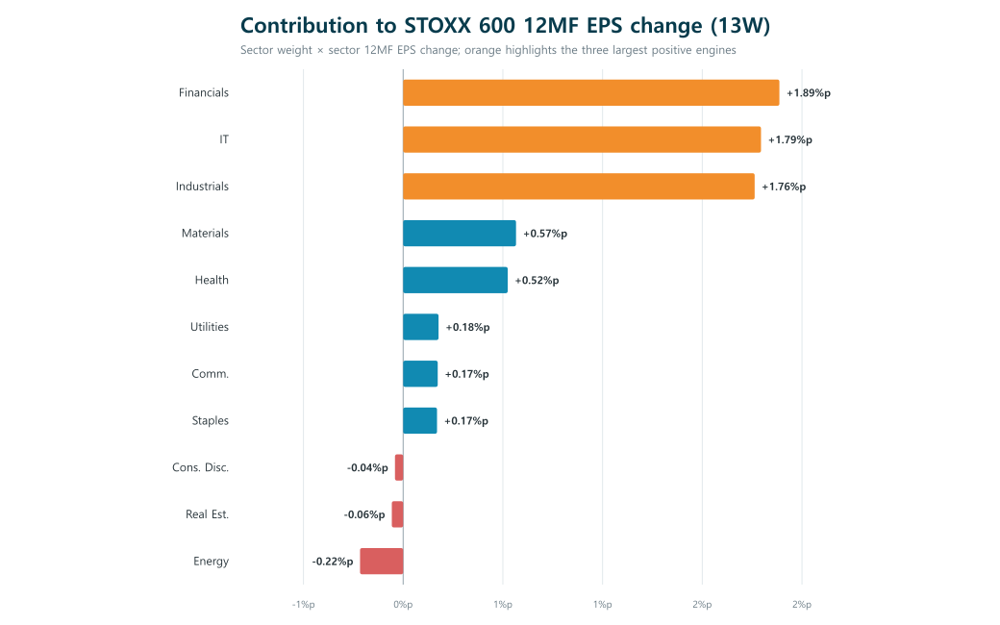 Contribution to STOXX 600 12MF EPS change (13W)
Sector weight × sector 12MF EPS change; orange highlights the three largest positive engines
Financials +1.89%p
IT +1.79%p
Industrials +1.76%p
Materials +0.57%p
Health +0.52%p
Utilities +0.18%p
Comm. +0.17%p
Staples +0.17%p
Cons. Disc. -0.04%p
Real Est. -0.06%p
Energy -0.22%p
-1%p 0%p 1%p 1%p 2%p 2%p